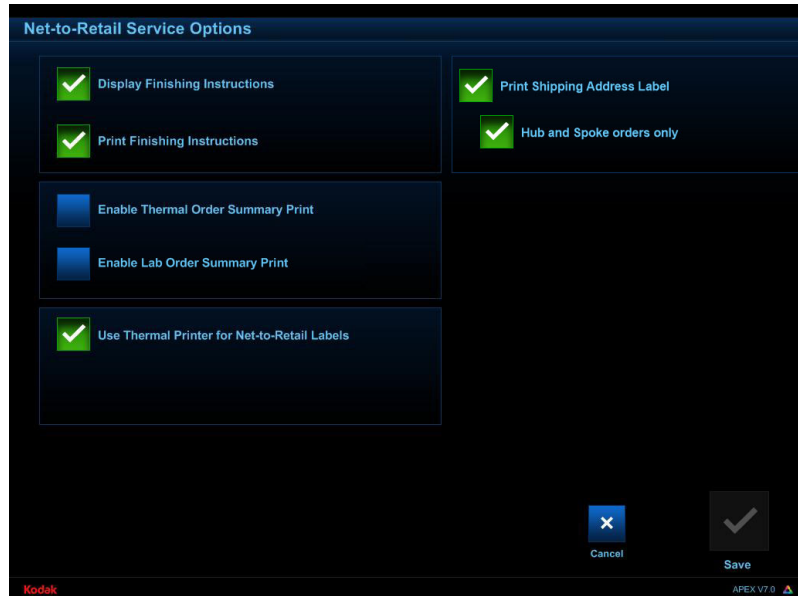 Net-to-Retail Service Options
Display Finishing Instructions
Print Finishing Instructions
Print Shipping Address Label
Hub and Spoke orders only
Enable Thermal Order Summary Print
Enable Lab Order Summary Print
Use Thermal Printer for Net-to-Retail Labels
Cancel
Save
Kodak
APEX V7.0